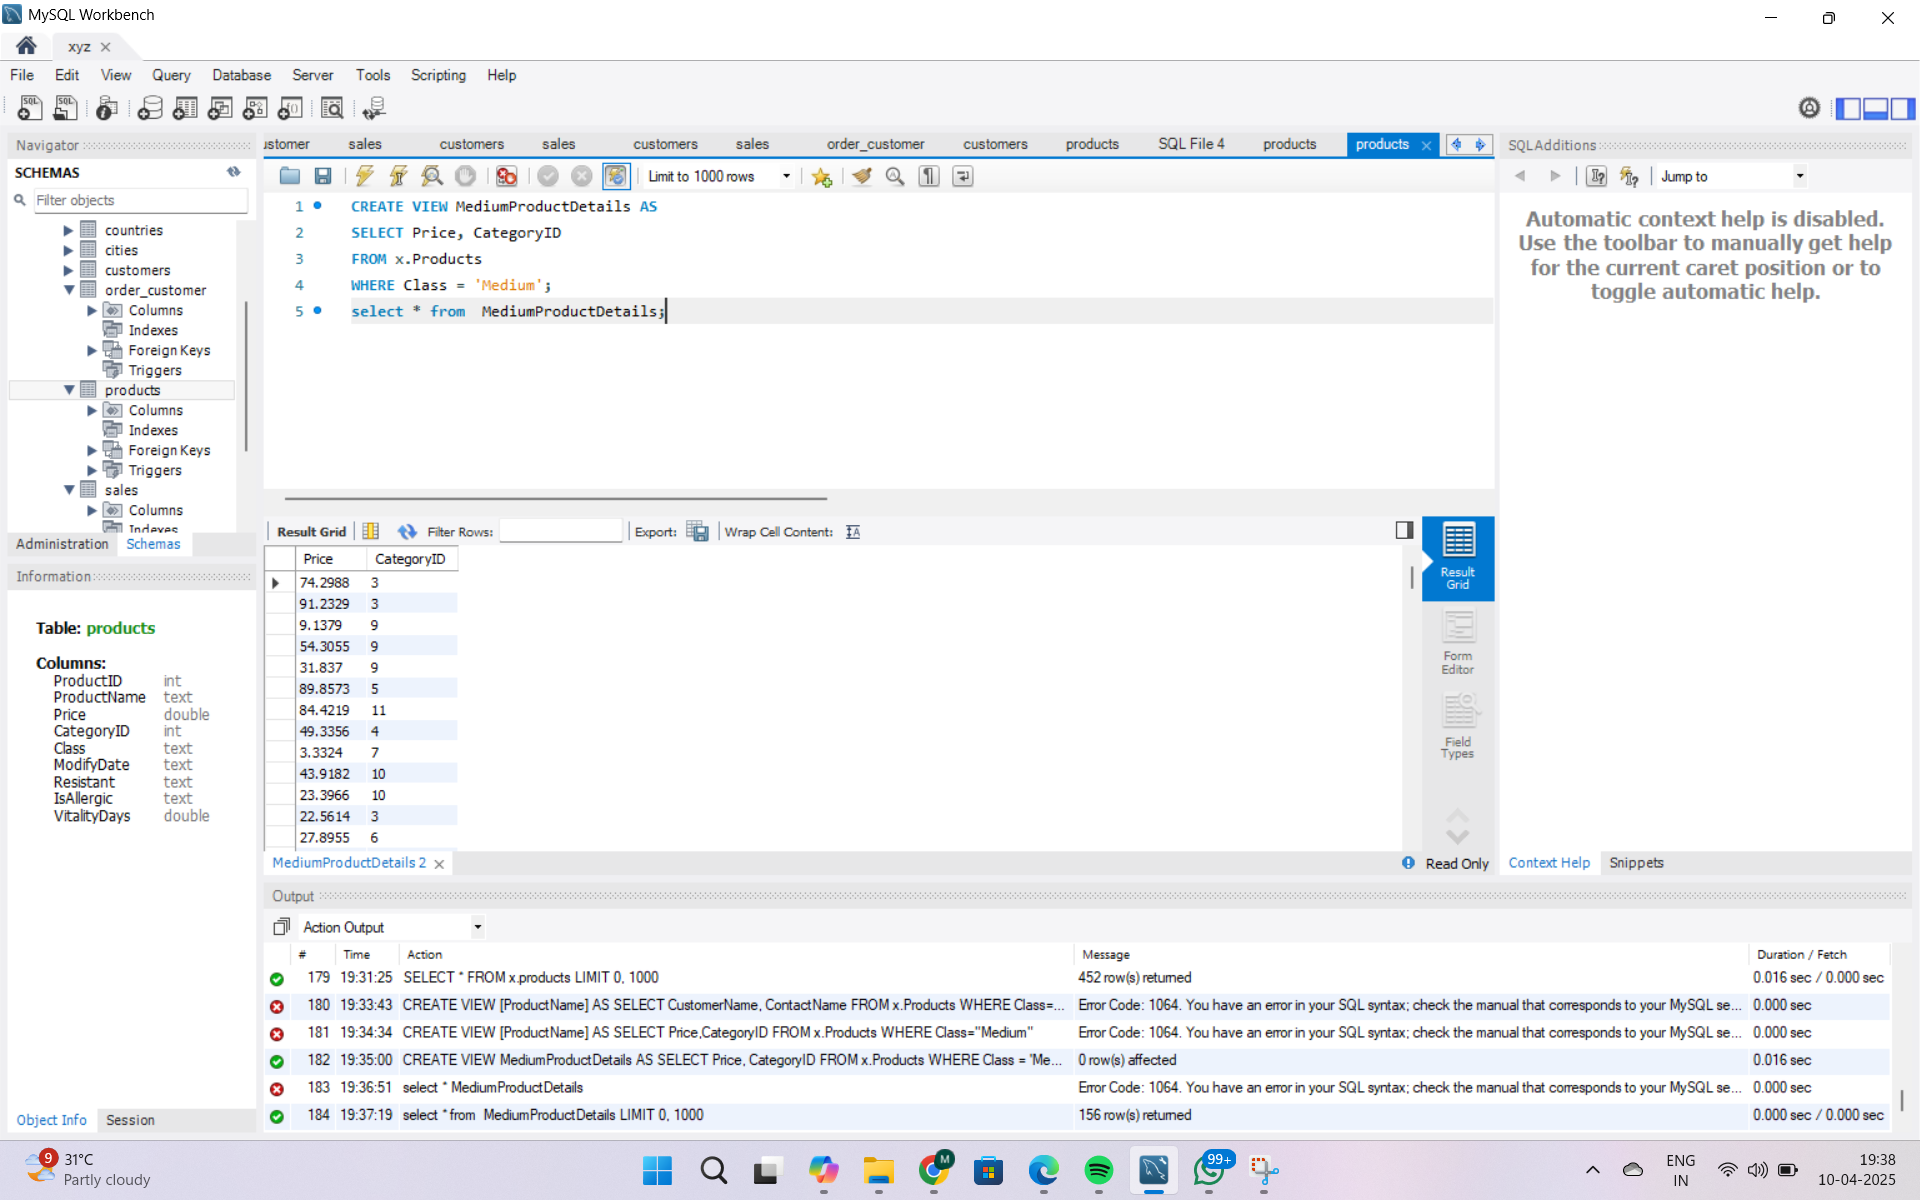 MySQL Workbench
xyz
File Edit View Query Database Server Tools Scripting Help
Navigator
SCHEMAS
Filter objects
countries
cities
customers
order_customer
Columns
Indexes
Foreign Keys
Triggers
products
Columns
Indexes
Foreign Keys
Triggers
sales
Columns
Indexes
Administration Schemas
Information
Table: products
Columns:
ProductID int
ProductName text
Price double
CategoryID int
Class text
ModifyDate text
Resistant text
IsAllergic text
VitalityDays double
Object Info Session
ustomer sales customers sales customers sales order_customer customers products SQL File 4 products products
Limit to 1000 rows
1 CREATE VIEW MediumProductDetails AS
2 SELECT Price, CategoryID
3 FROM x.Products
4 WHERE Class = 'Medium';
5 select * from  MediumProductDetails;
Result Grid Filter Rows: Export: Wrap Cell Content:
Price CategoryID
74.2988 3
91.2329 3
9.1379 9
54.3055 9
31.837 9
89.8573 5
84.4219 11
49.3356 4
3.3324 7
43.9182 10
23.3966 10
22.5614 3
27.8955 6
Result
Grid
Form
Editor
Field
Types
MediumProductDetails 2 Read Only
SQLAdditions
Jump to
Automatic context help is disabled.
Use the toolbar to manually get help
for the current caret position or to
toggle automatic help.
Context Help Snippets
Output
Action Output
# Time Action Message Duration / Fetch
179 19:31:25 SELECT * FROM x.products LIMIT 0, 1000 452 row(s) returned 0.016 sec / 0.000 sec
180 19:33:43 CREATE VIEW [ProductName] AS SELECT CustomerName, ContactName FROM x.Products WHERE Class=... Error Code: 1064. You have an error in your SQL syntax; check the manual that corresponds to your MySQL se... 0.000 sec
181 19:34:34 CREATE VIEW [ProductName] AS SELECT Price,CategoryID FROM x.Products WHERE Class="Medium" Error Code: 1064. You have an error in your SQL syntax; check the manual that corresponds to your MySQL se... 0.000 sec
182 19:35:00 CREATE VIEW MediumProductDetails AS SELECT Price, CategoryID FROM x.Products WHERE Class = 'Me... 0 row(s) affected 0.016 sec
183 19:36:51 select * MediumProductDetails Error Code: 1064. You have an error in your SQL syntax; check the manual that corresponds to your MySQL se... 0.000 sec
184 19:37:19 select * from  MediumProductDetails LIMIT 0, 1000 156 row(s) returned 0.000 sec / 0.000 sec
9
31°C
Partly cloudy
M
99+
ENG
IN
19:38
10-04-2025